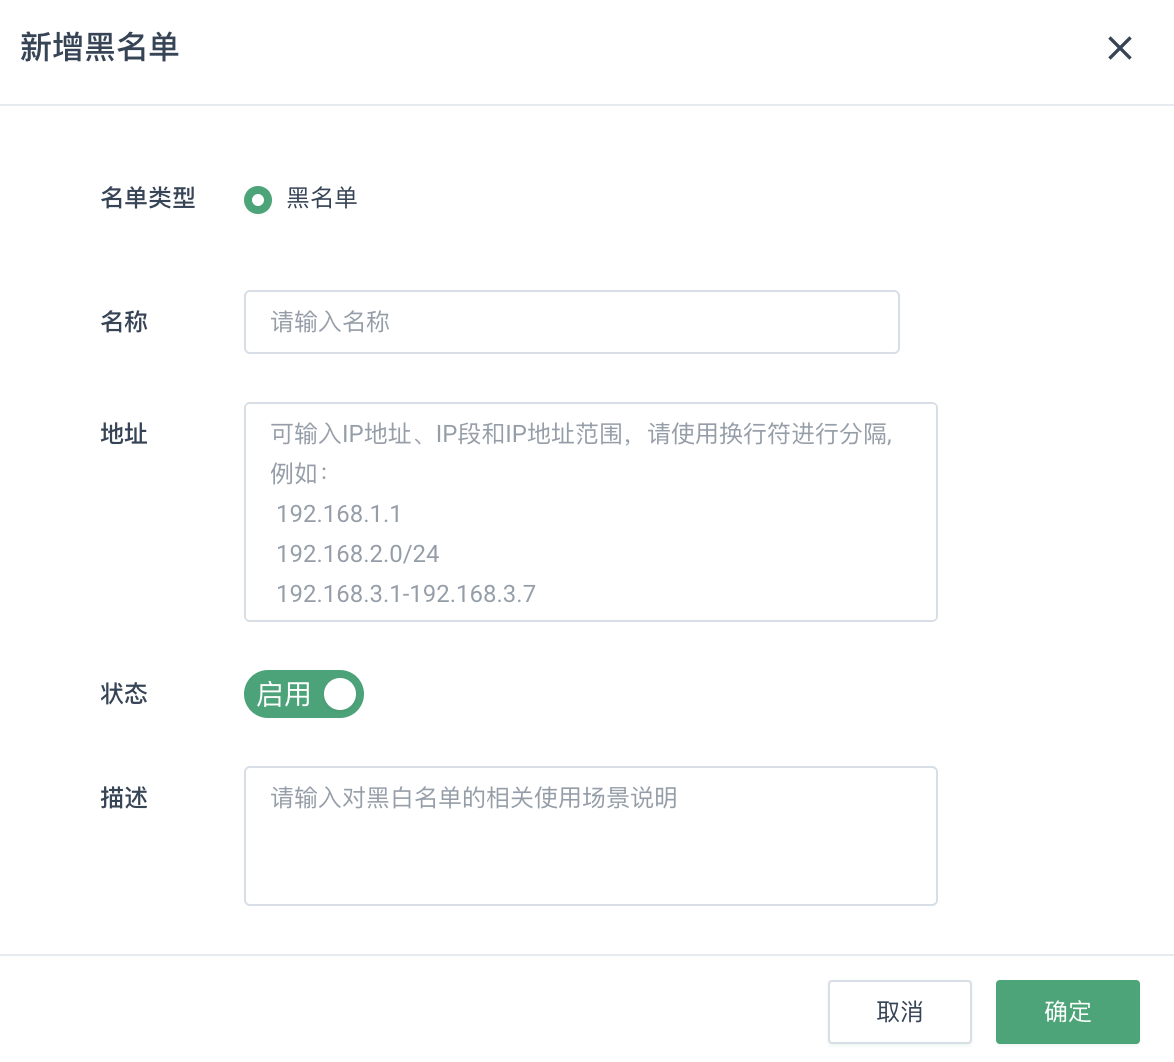 新增黑名单
名单类型 黑名单
名称 请输入名称
地址 可输入IP地址、IP段和IP地址范围，请使用换行符进行分隔,
例如：
192.168.1.1
192.168.2.0/24
192.168.3.1-192.168.3.7
状态 启用
描述 请输入对黑白名单的相关使用场景说明
取消 确定